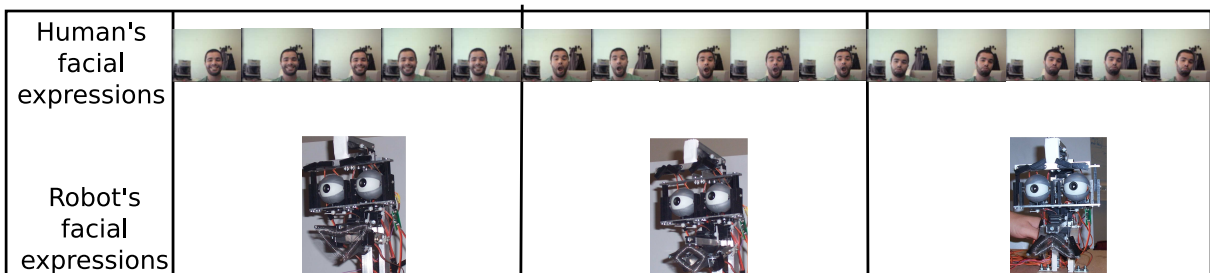 Human's
facial
expressions
Robot's
facial
expressions